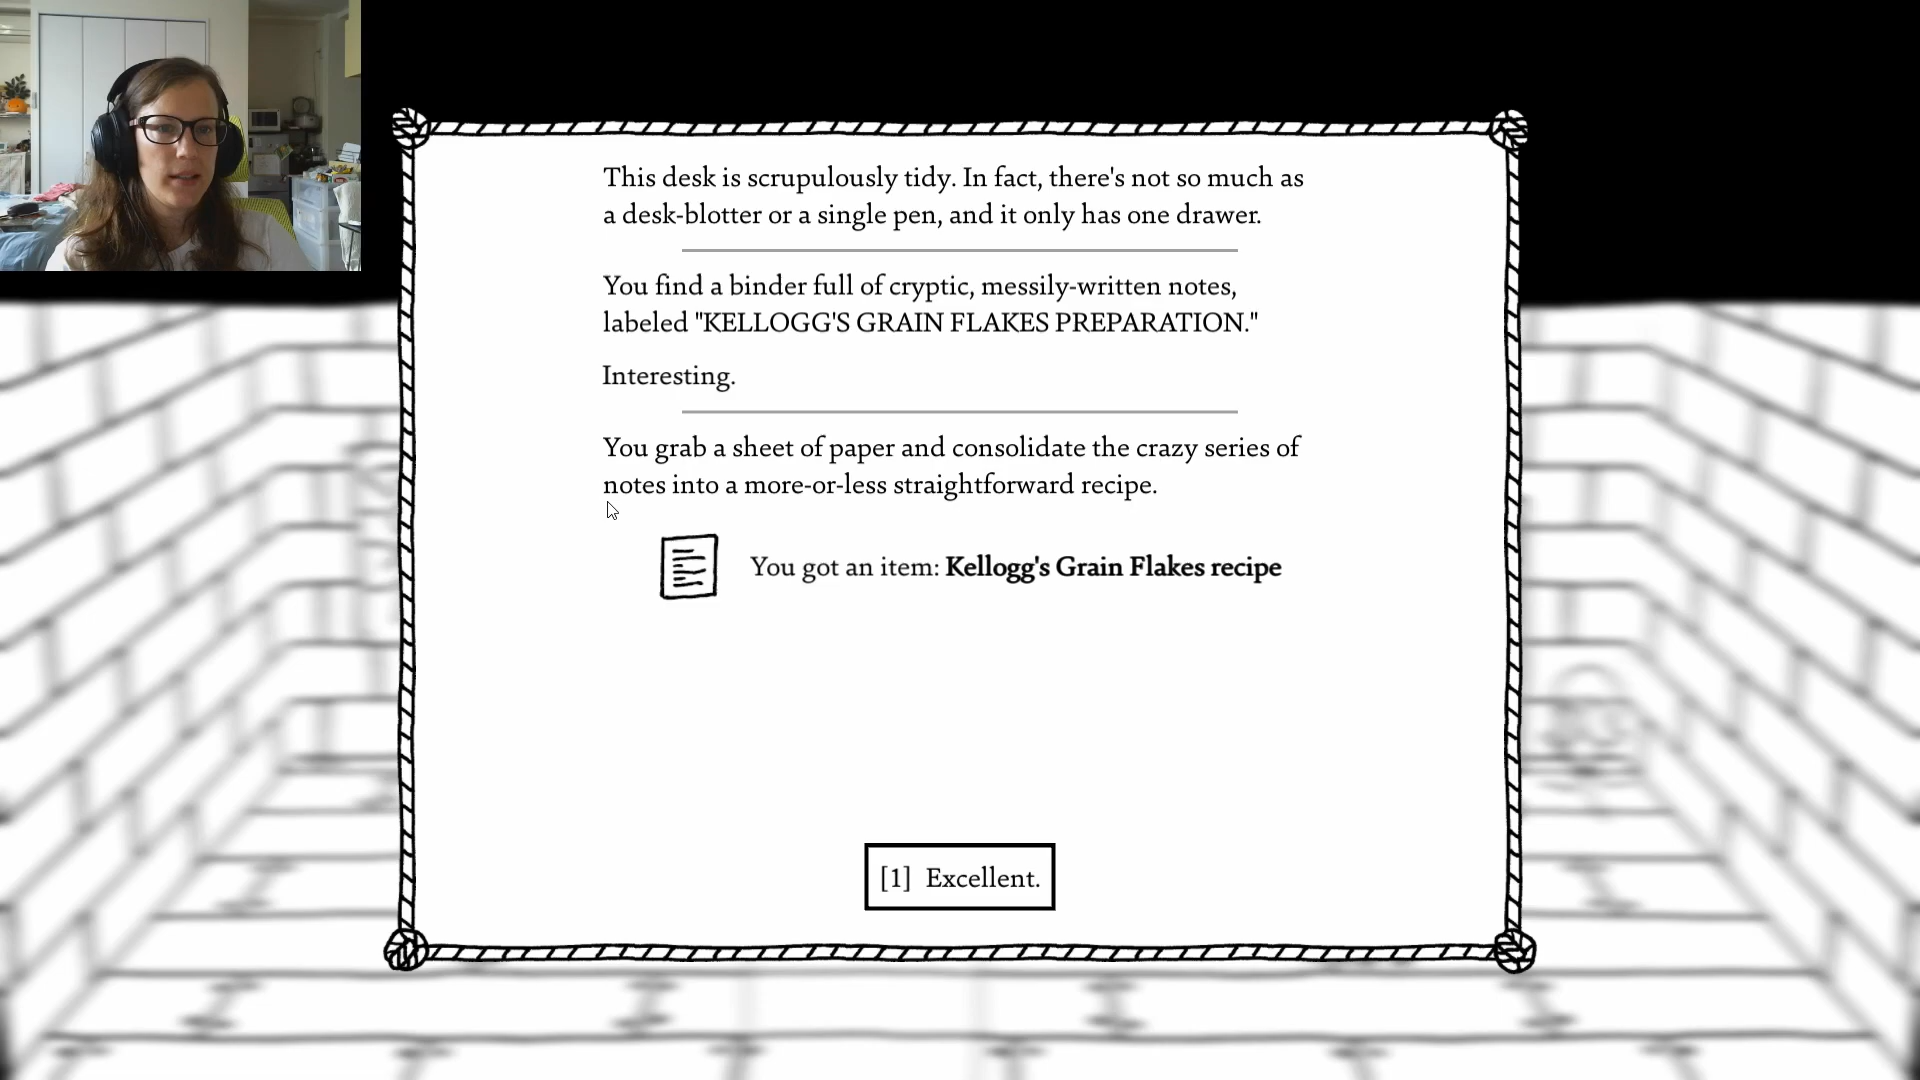 This desk is scrupulously tidy. In fact, there's not so much as
a desk-blotter or a single pen, and it only has one drawer.
You find a binder full of cryptic, messily-written notes,
labeled "KELLOGG'S GRAIN FLAKES PREPARATION."
Interesting.
You grab a sheet of paper and consolidate the crazy series of
notes into a more-or-less straightforward recipe.
You got an item: Kellogg's Grain Flakes recipe
[1] Excellent.